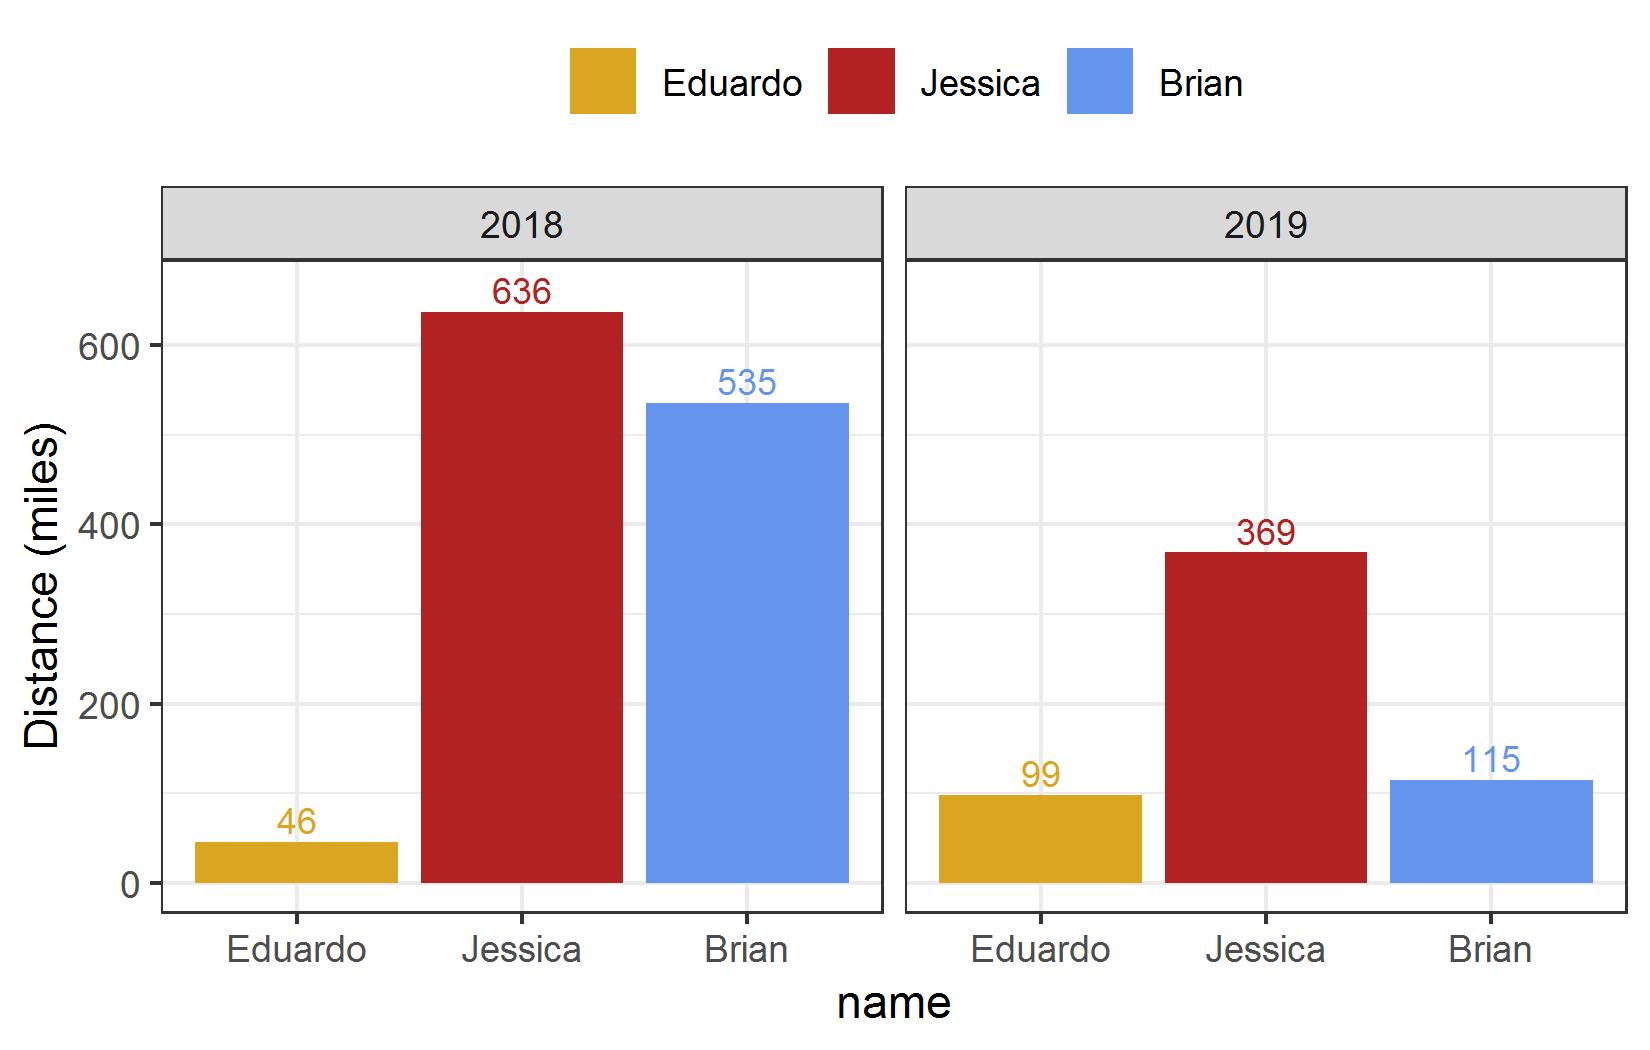 Eduardo Jessica Brian
2018 2019
636
600
535
Distance (miles)
400
369
200
115
99
46
0
Eduardo Jessica Brian Eduardo Jessica Brian
name